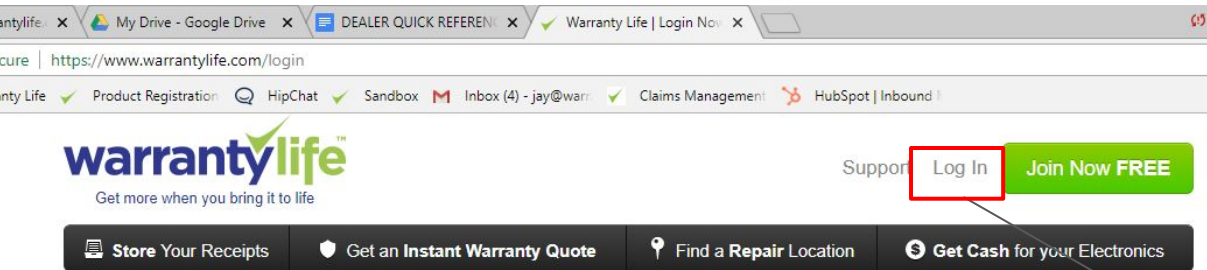 antylife. My Drive - Google Drive DEALER QUICK REFEREN Warranty Life | Login Now
cure | https://www.warrantylife.com/login
nty Life Product Registration HipChat Sandbox Inbox (4) - jay@warr Claims Management HubSpot | Inbound
warrantylife™
Get more when you bring it to life
Support Log In Join Now FREE
Store Your Receipts Get an Instant Warranty Quote Find a Repair Location Get Cash for your Electronics